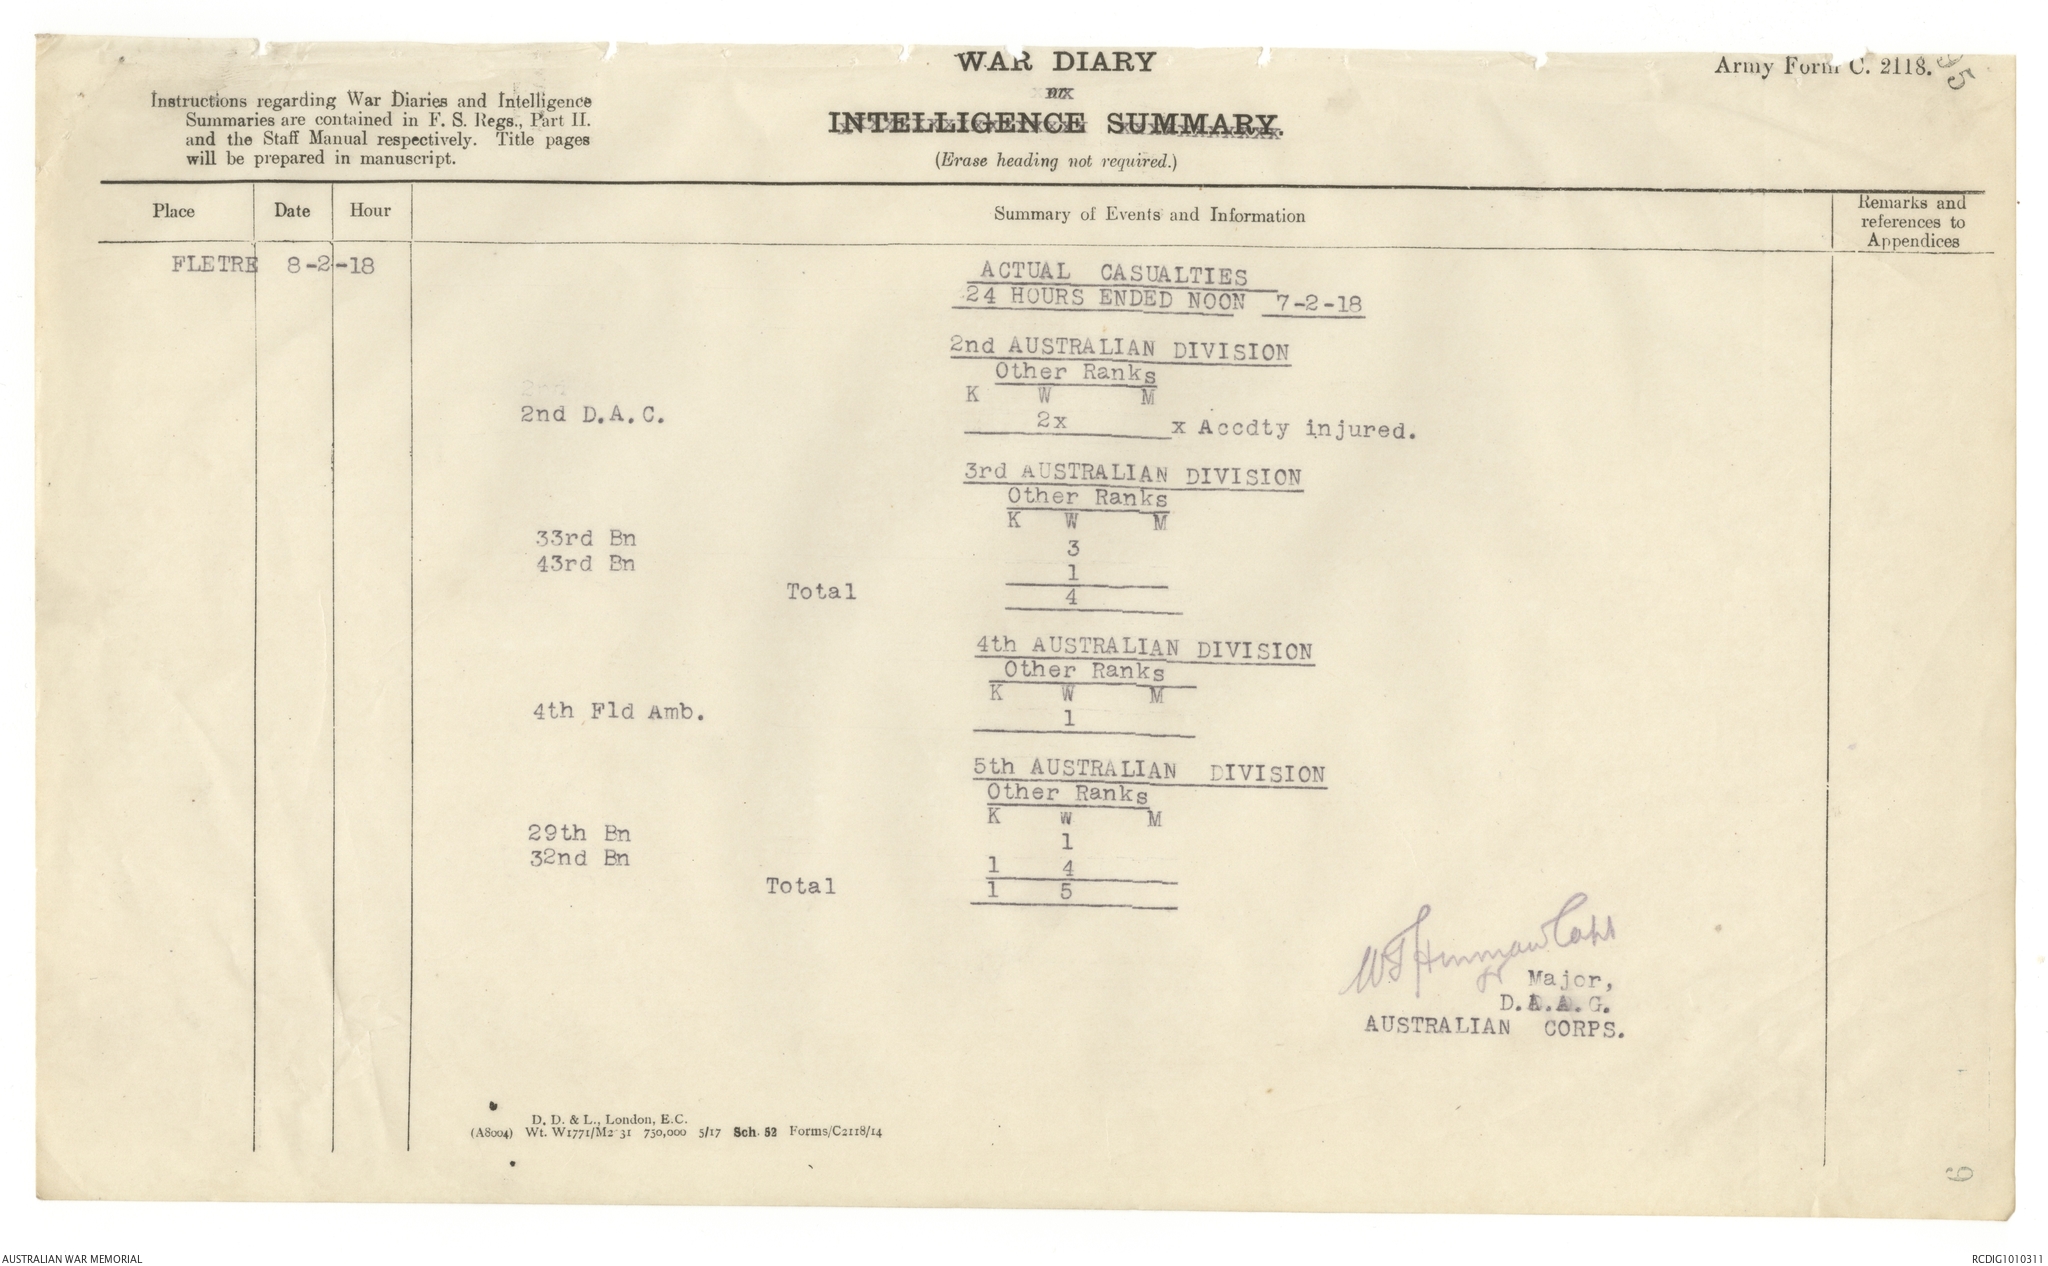 WAR DIARY
or
INTELLIGENCE SUMMARY.
(Erase heading not required.)
Army Form C. 2118.
Instructions regarding War Diaries and Intelligence
Summaries are contained in F. S. Regs., Part II.
and the Staff Manual respectively. Title pages
will be prepared in manuscript.
Place Date Hour Summary of Events and Information Remarks and references to Appendices
FLETRE 8-2-18
ACTUAL CASUALTIES
24 HOURS ENDED NOON 7-2-18
2nd AUSTRALIAN DIVISION
Other Ranks
K W M
2nd D.A.C. 2x x Accdty injured.
3rd AUSTRALIAN DIVISION
Other Ranks
K W M
33rd Bn 3
43rd Bn 1
Total 4
4th AUSTRALIAN DIVISION
Other Ranks
K W M
4th Fld Amb. 1
5th AUSTRALIAN DIVISION
Other Ranks
K W M
29th Bn 1
32nd Bn 1 4
Total 1 5
Capt
Major,
D.A.A.G.
AUSTRALIAN CORPS.
D. D. & L., London, E.C.
(A8004) Wt. W1771/M2 31 750,000 5/17 Sch. 52 Forms/C2118/14
9
AUSTRALIAN WAR MEMORIAL
RCDIG1010311